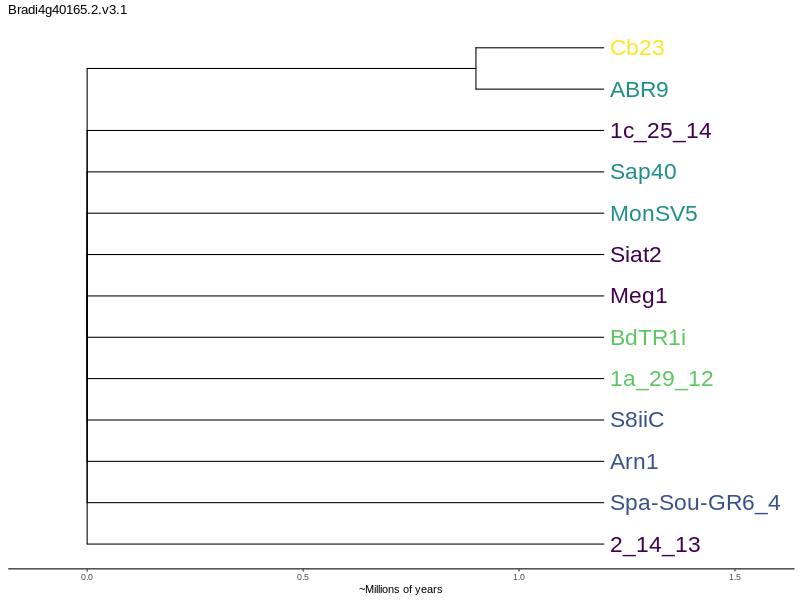 Bradi4g40165.2.v3.1
Cb23
ABR9
1c_25_14
Sap40
MonSV5
Siat2
Meg1
BdTR1i
1a_29_12
S8iiC
Arn1
Spa-Sou-GR6_4
2_14_13
0.0 0.5 1.0 1.5
~Millions of years